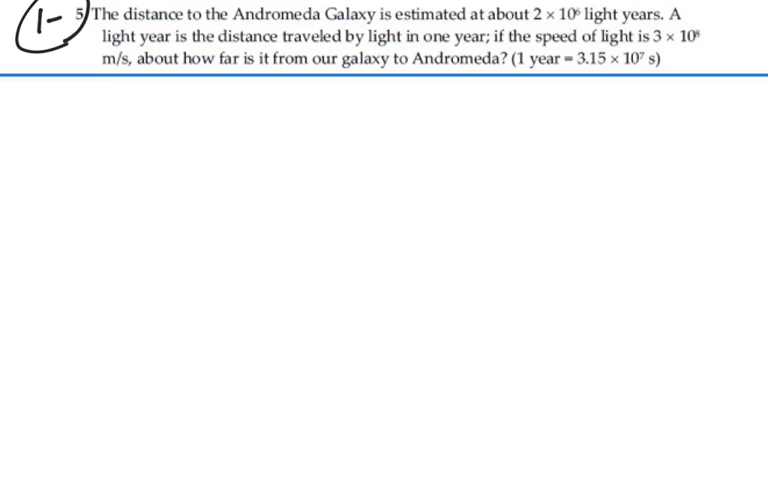 1- 5) The distance to the Andromeda Galaxy is estimated at about 2 × 10⁶ light years. A
light year is the distance traveled by light in one year; if the speed of light is 3 × 10⁸
m/s, about how far is it from our galaxy to Andromeda? (1 year = 3.15 × 10⁷ s)